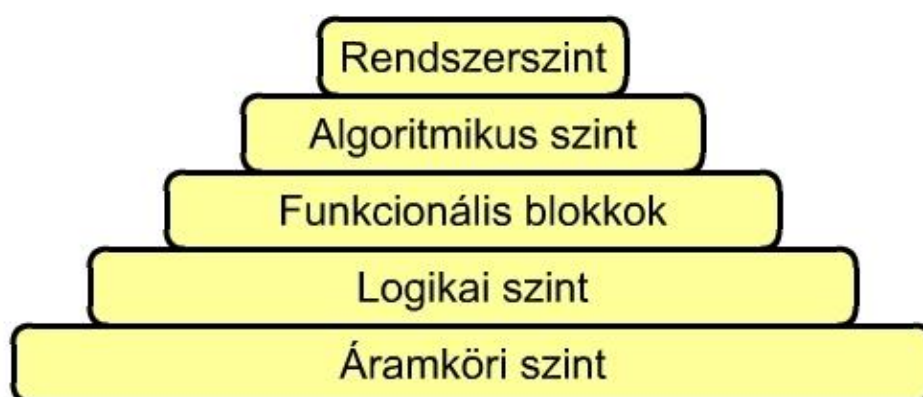 Rendszerszint
Algoritmikus szint
Funkcionális blokkok
Logikai szint
Áramköri szint